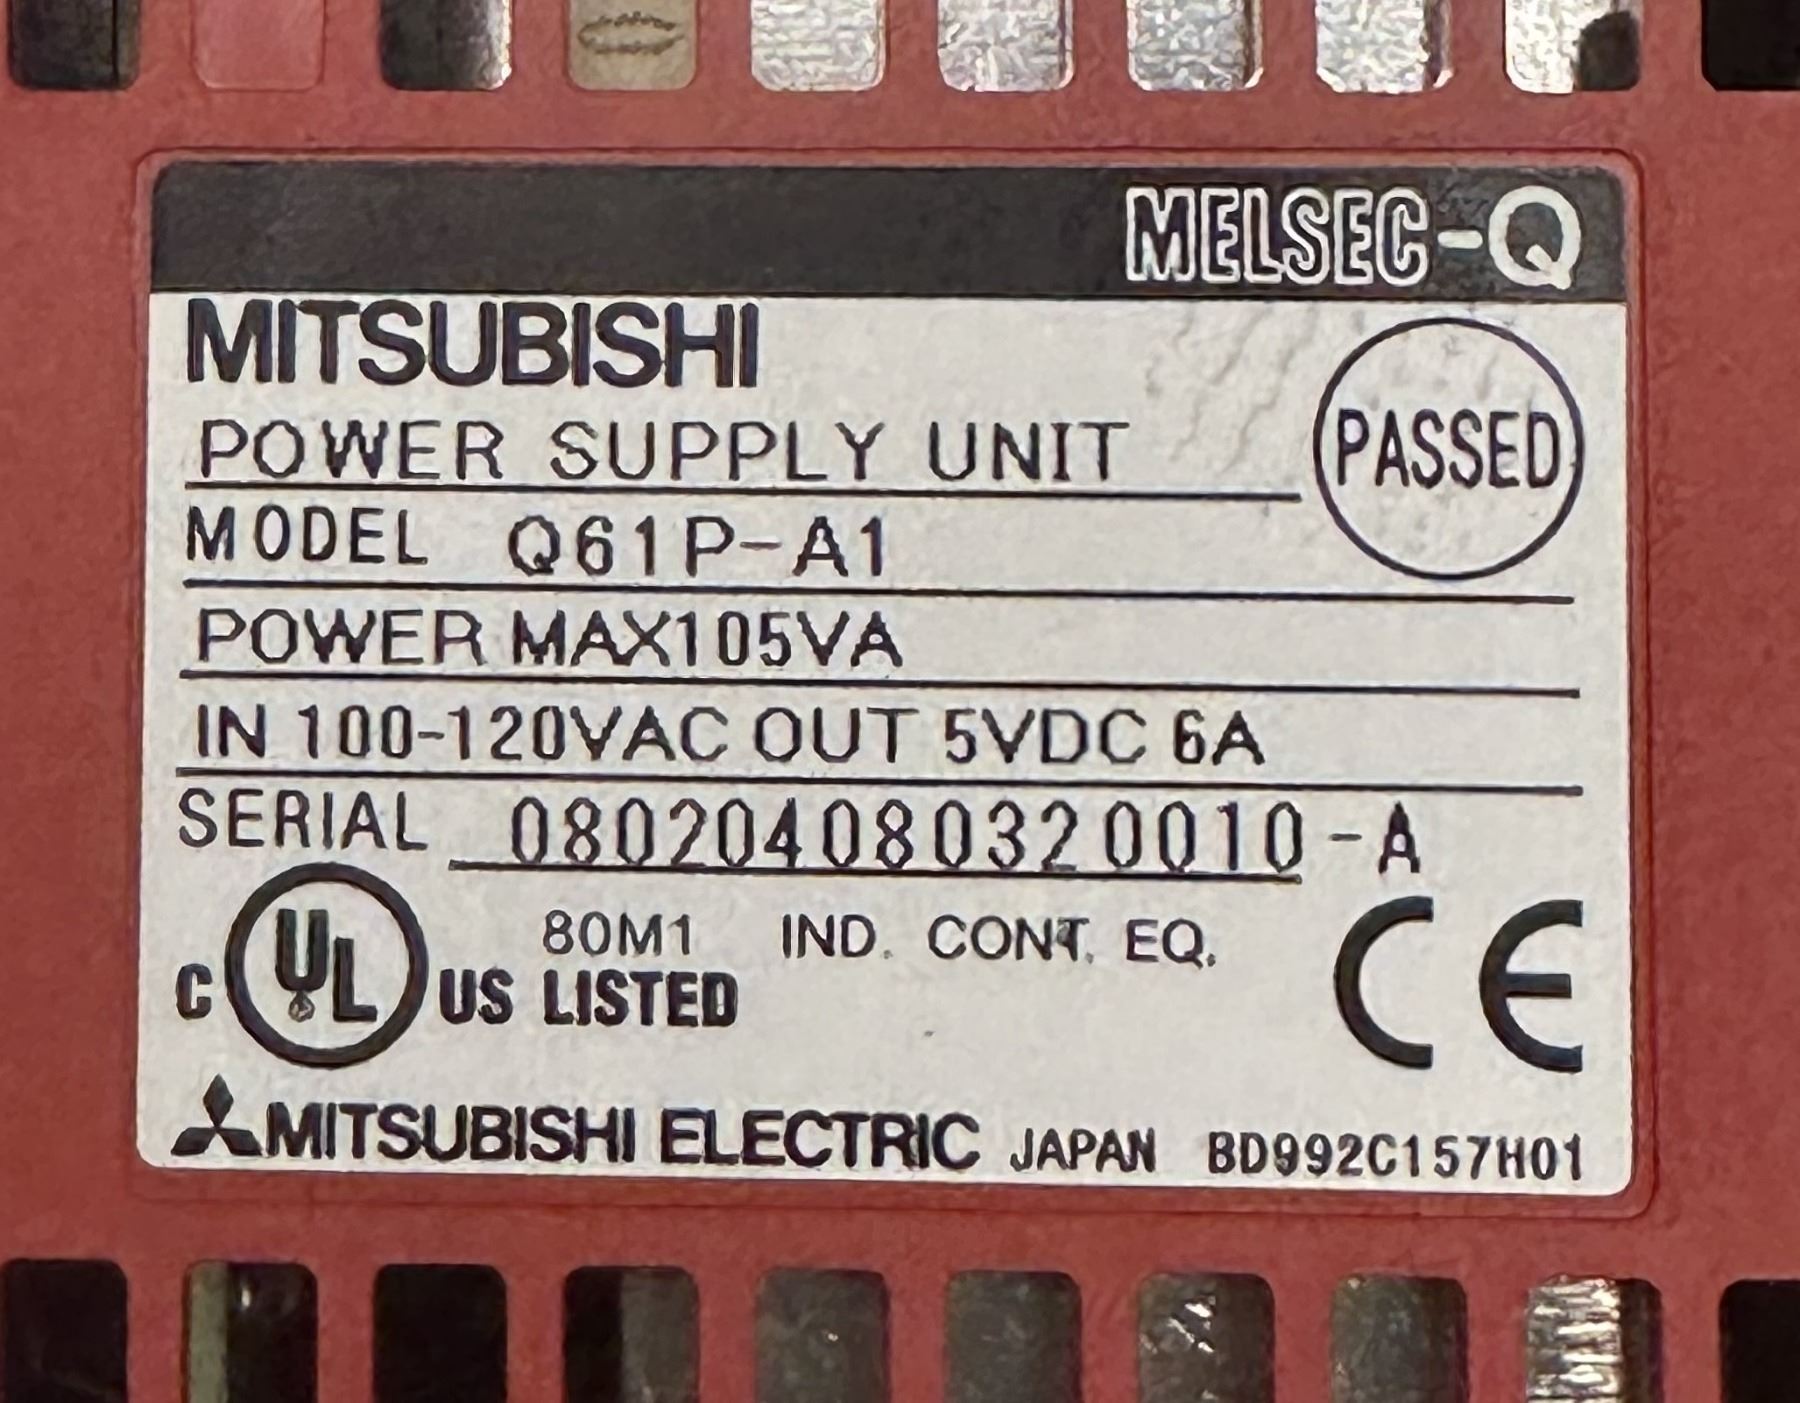 MELSEC-Q
MITSUBISHI
POWER SUPPLY UNIT
PASSED
MODEL Q61P-A1
POWER MAX105VA
IN 100-120VAC OUT 5VDC 6A
SERIAL 080204080320010-A
80M1 IND. CONT. EQ.
C UL US LISTED
CE
MITSUBISHI ELECTRIC JAPAN BD992C157H01